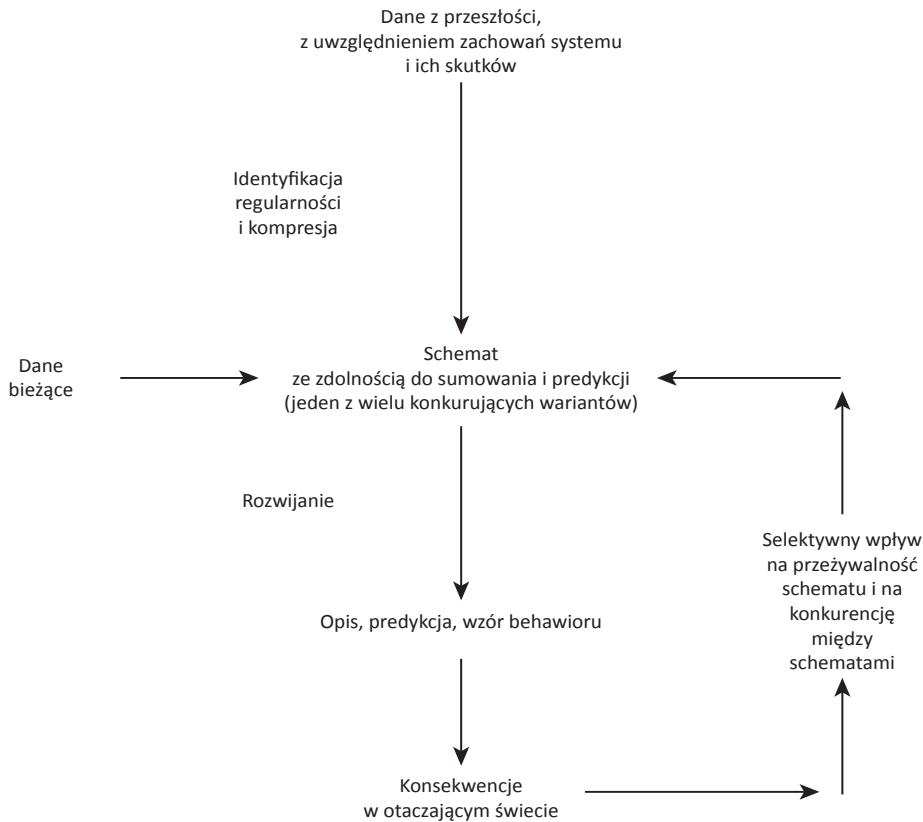 Dane z przeszłości,
z uwzględnieniem zachowań systemu
i ich skutków
Identyfikacja
regularności
i kompresja
Dane
bieżące
Schemat
ze zdolnością do sumowania i predykcji
(jeden z wielu konkurujących wariantów)
Rozwijanie
Selektywny wpływ
na przeżywalność
schematu i na
konkurencję
między
schematami
Opis, predykcja, wzór behawioru
Konsekwencje
w otaczającym świecie